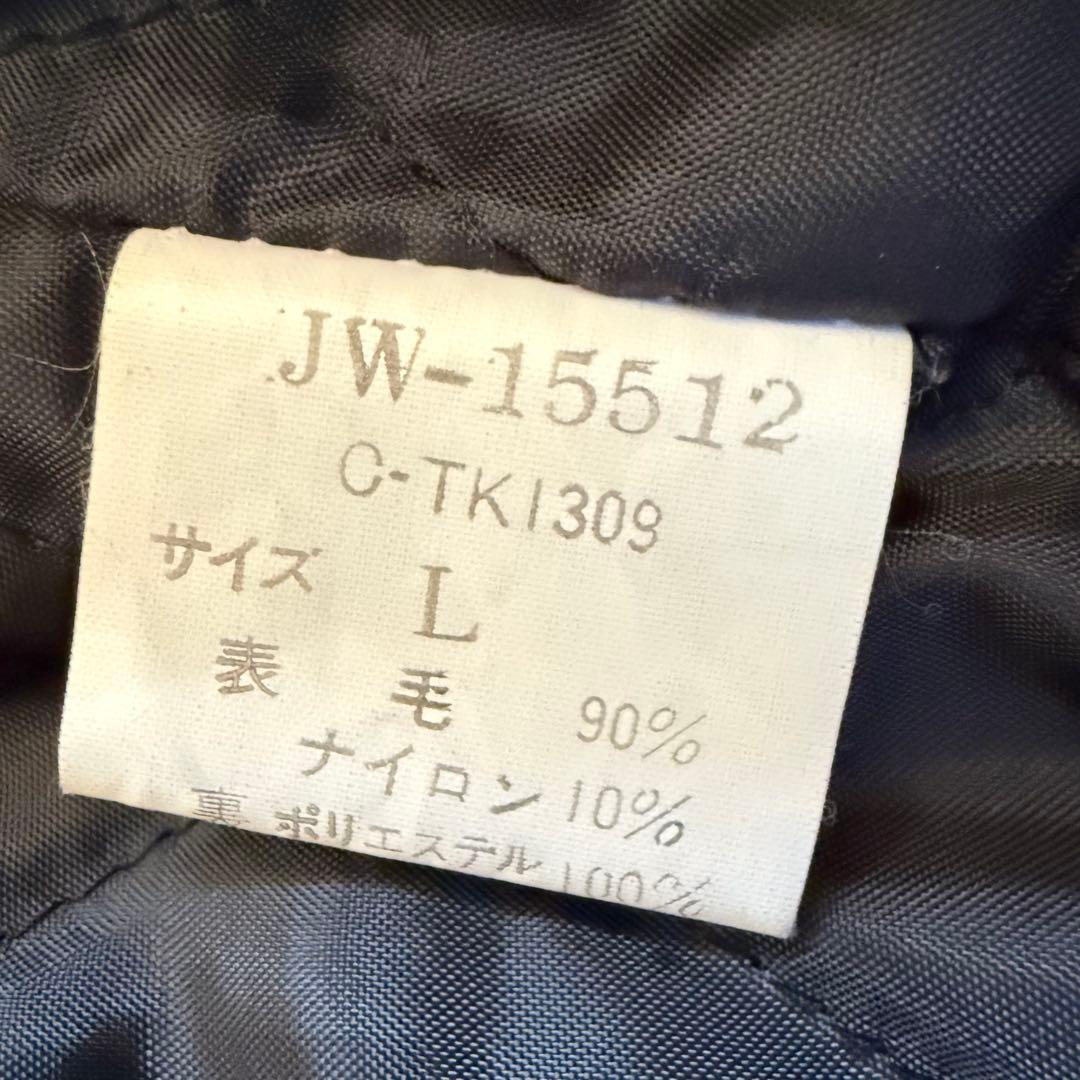 JW-15512
C-TK1309
サイズ L
表 毛 90%
ナイロン 10%
裏 ポリエステル 100%